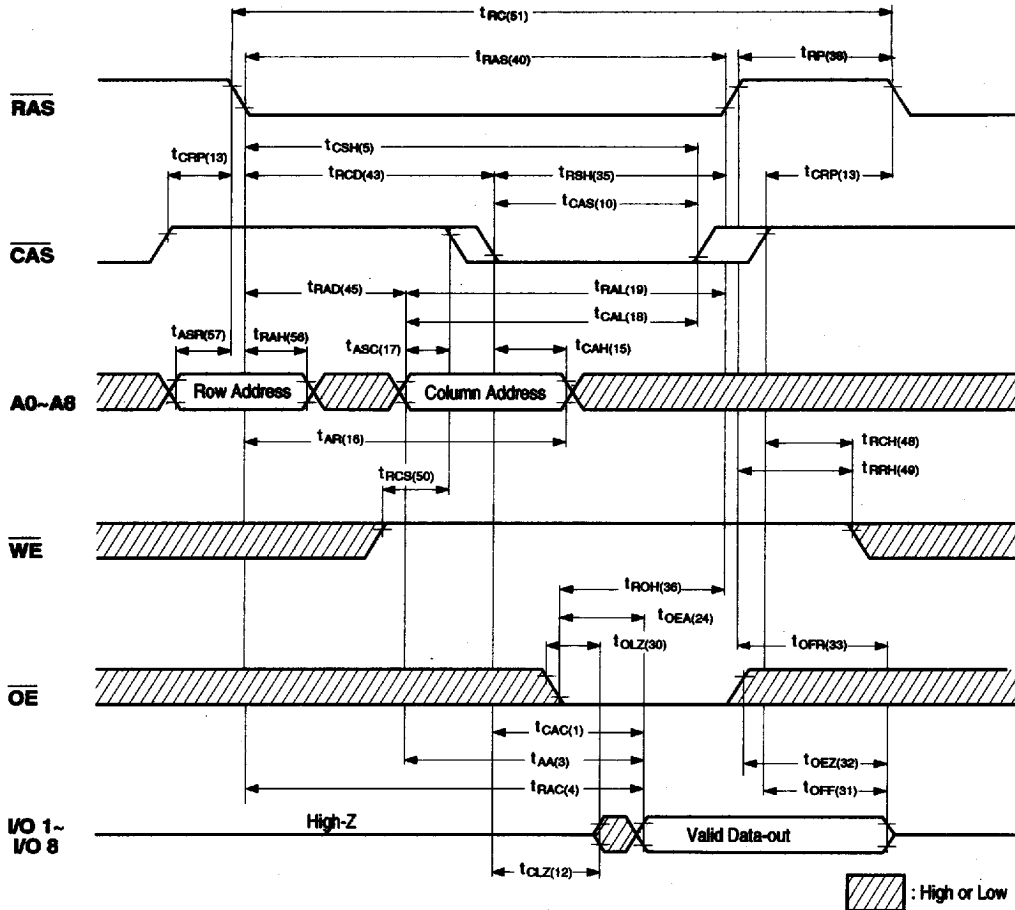 tRC(51)
tRAS(40)
tRP(38)
RAS
tCSH(5)
tCRP(13)
tRCD(43)
tRSH(35)
tCRP(13)
tCAS(10)
CAS
tRAD(45)
tRAL(19)
tCAL(18)
tASR(57)
tRAH(56)
tASC(17)
tCAH(15)
A0~A8
Row Address
Column Address
tAR(16)
tRCH(48)
tRCS(50)
tRRH(49)
WE
tROH(36)
tOEA(24)
tOLZ(30)
tOFR(33)
OE
tCAC(1)
tAA(3)
tOEZ(32)
tRAC(4)
tOFF(31)
I/O 1~
I/O 8
High-Z
Valid Data-out
tCLZ(12)
: High or Low